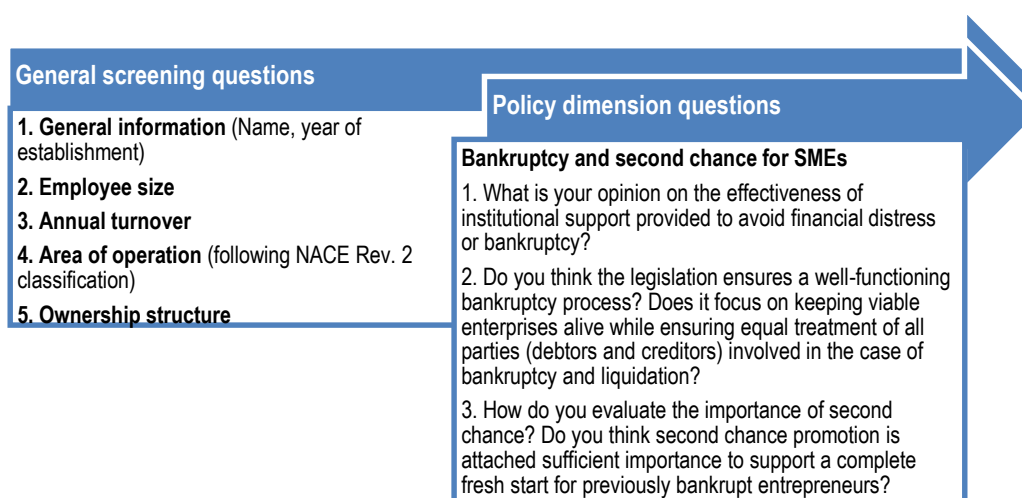 General screening questions
1. General information (Name, year of
establishment)
2. Employee size
3. Annual turnover
4. Area of operation (following NACE Rev. 2
classification)
5. Ownership structure
Policy dimension questions
Bankruptcy and second chance for SMEs
1. What is your opinion on the effectiveness of
institutional support provided to avoid financial distress
or bankruptcy?
2. Do you think the legislation ensures a well-functioning
bankruptcy process? Does it focus on keeping viable
enterprises alive while ensuring equal treatment of all
parties (debtors and creditors) involved in the case of
bankruptcy and liquidation?
3. How do you evaluate the importance of second
chance? Do you think second chance promotion is
attached sufficient importance to support a complete
fresh start for previously bankrupt entrepreneurs?